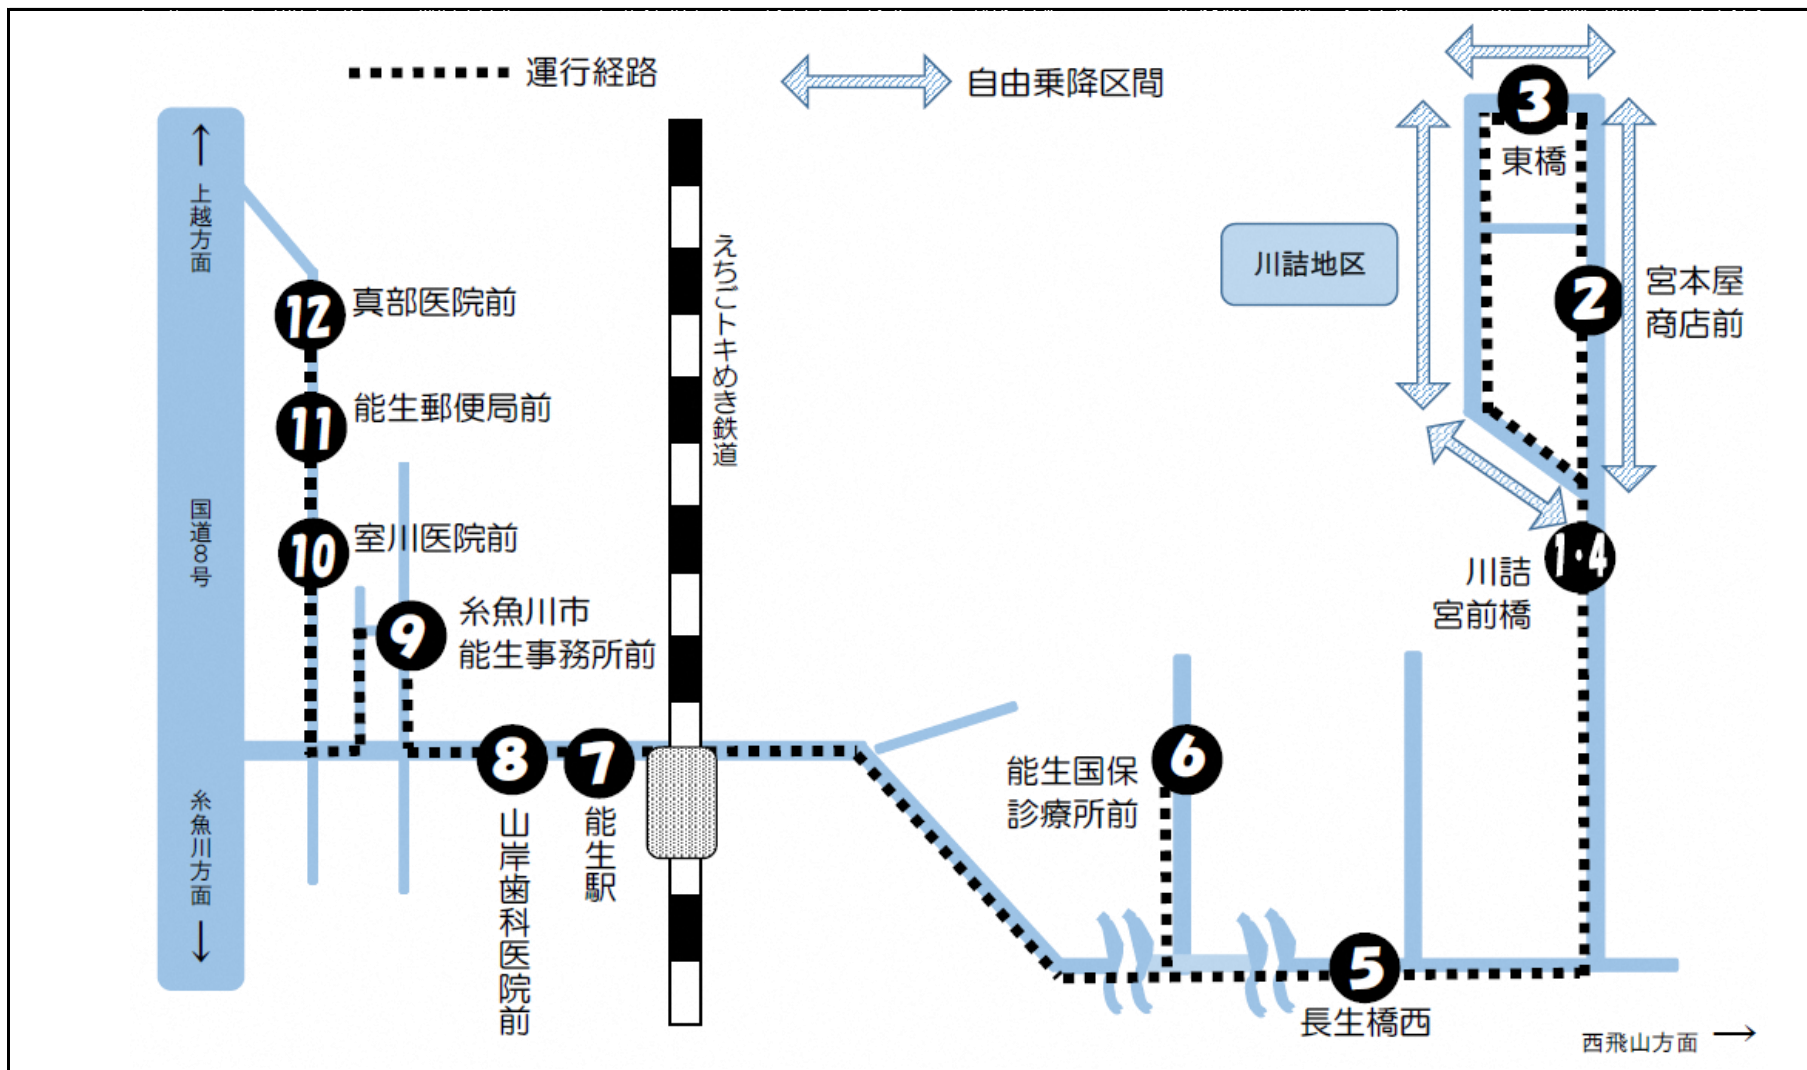 運行経路
自由乗降区間
3
東橋
↑
上越方面
川詰地区
えちごトキめき鉄道
2
宮本屋
商店前
12
真部医院前
11
能生郵便局前
国道8号
10
室川医院前
1・4
川詰
宮前橋
9
糸魚川市
能生事務所前
8
山岸歯科医院前
7
能生駅
6
能生国保
診療所前
糸魚川方面
↓
5
長生橋西
西飛山方面 →